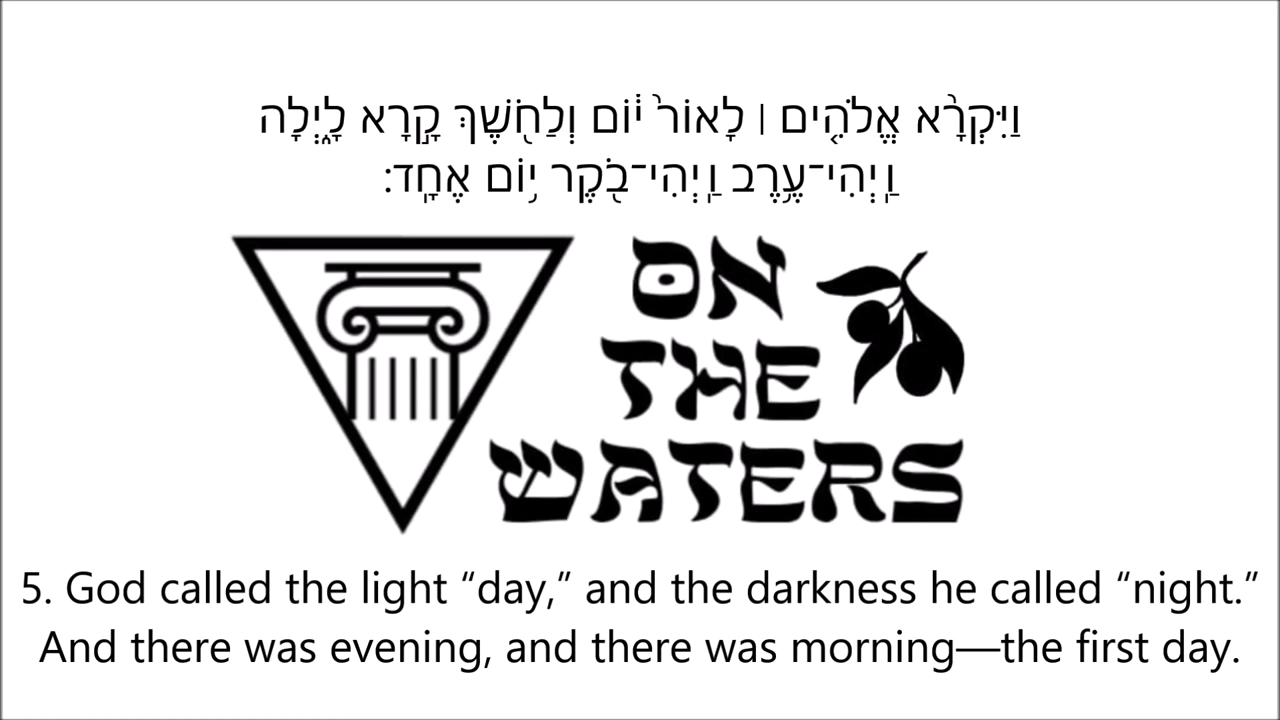 וַיִּקְרָ֨א אֱלֹהִ֤ים ׀ לָאוֹר֙ י֔וֹם וְלַחֹ֖שֶׁךְ קָ֣רָא לָ֑יְלָה
וַֽיְהִי־עֶ֥רֶב וַֽיְהִי־בֹ֖קֶר י֥וֹם אֶחָֽד׃
ON
THE
WATERS
5. God called the light “day,” and the darkness he called “night.”
And there was evening, and there was morning—the first day.